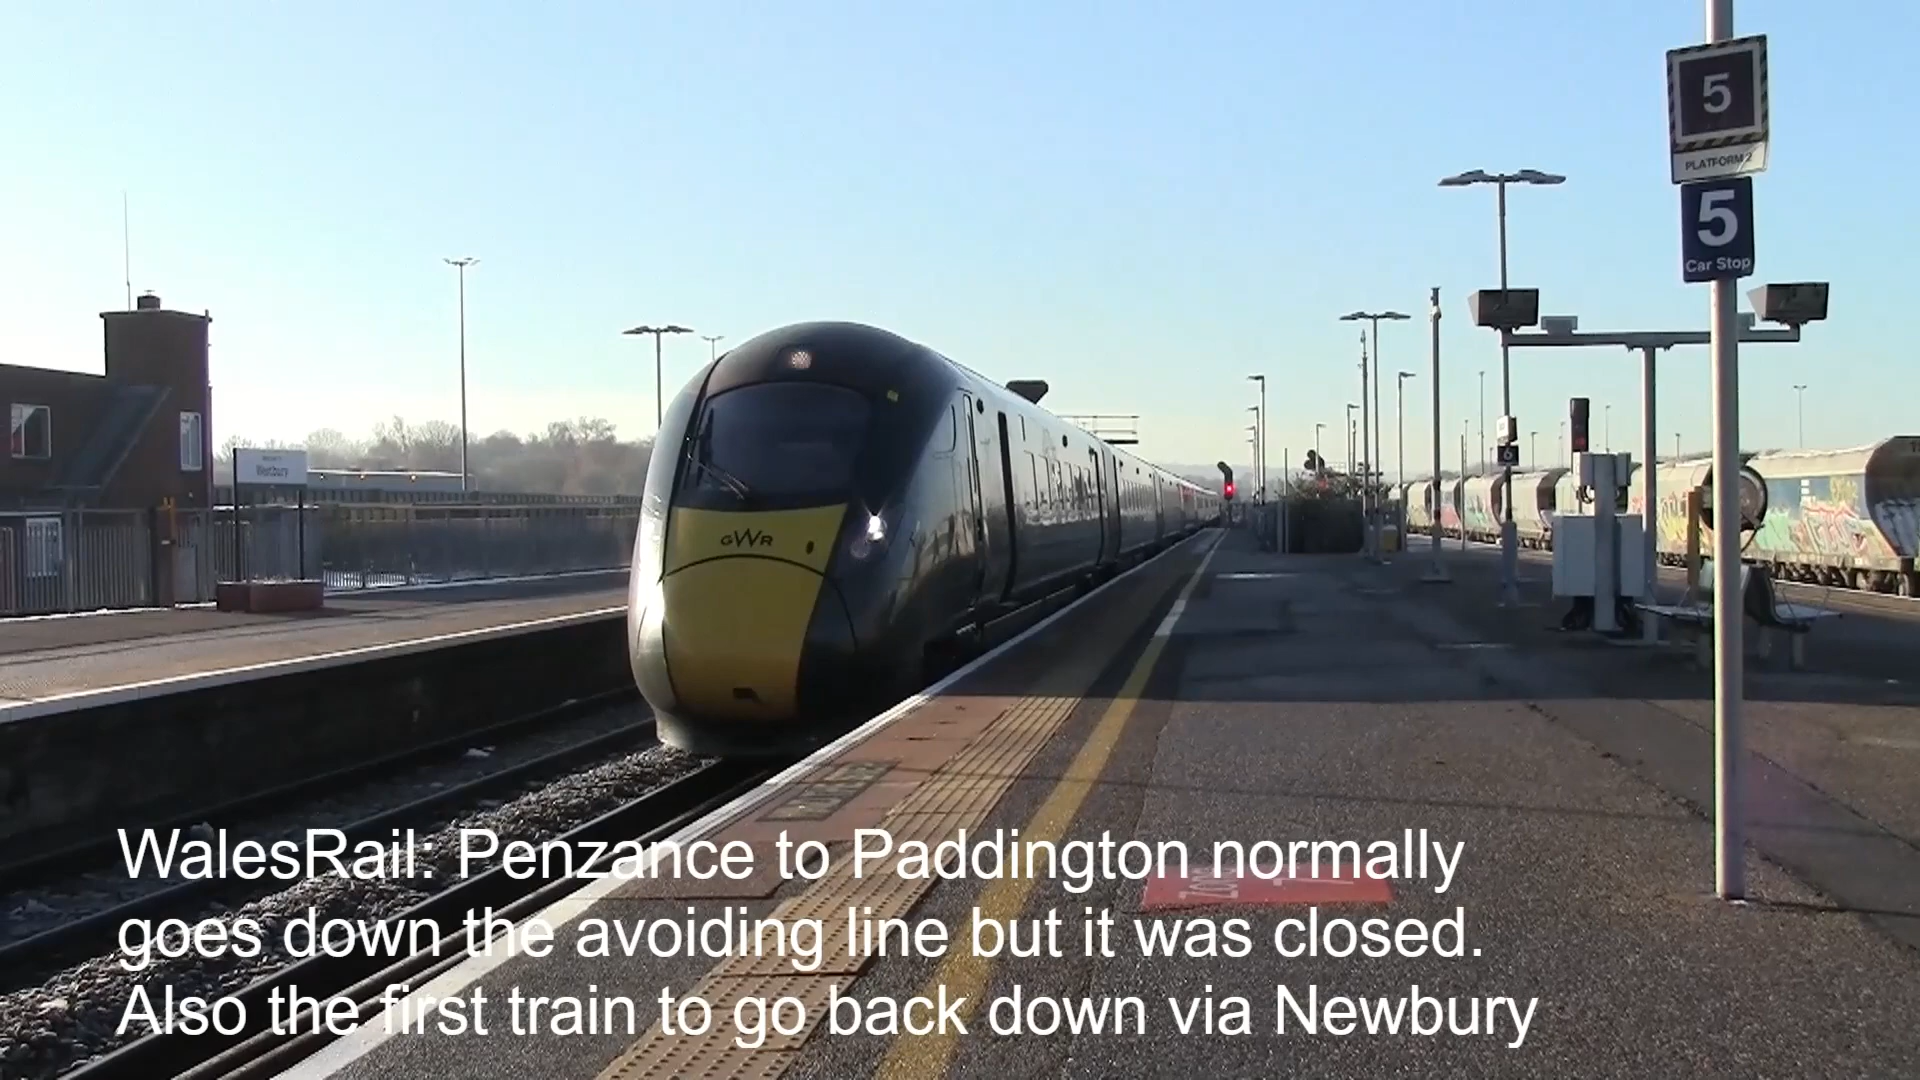 5
PLATFORM 2
5
Car Stop
6
Westbury
GWR
WalesRail: Penzance to Paddington normally
goes down the avoiding line but it was closed.
Also the first train to go back down via Newbury